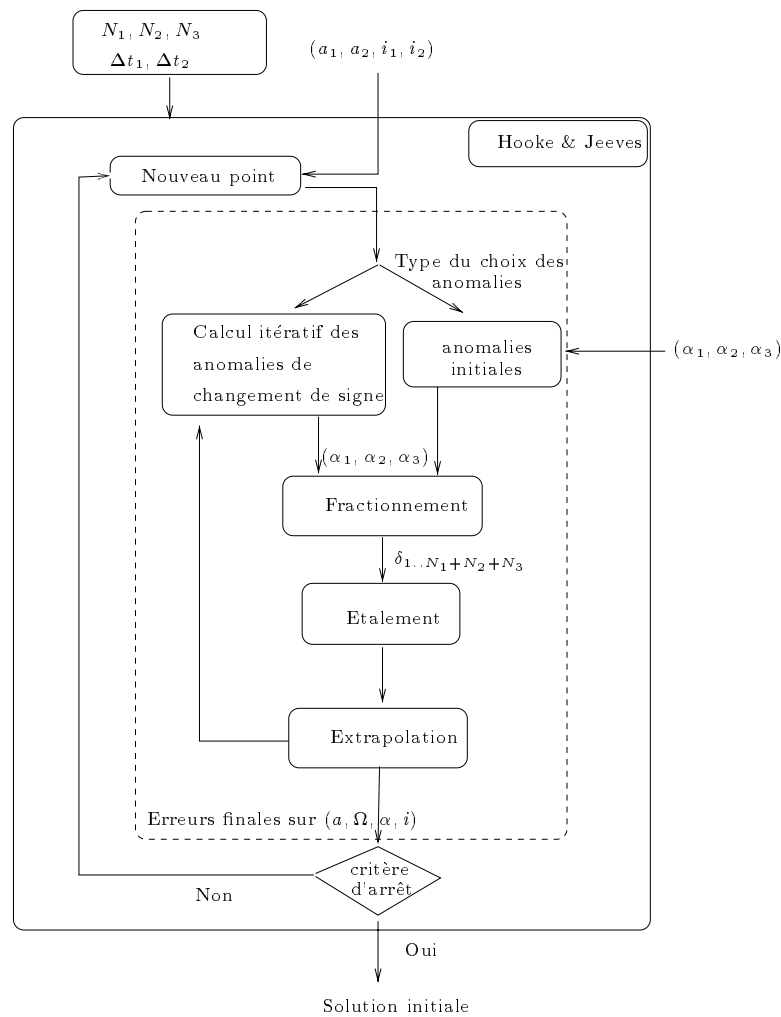 N₁, N₂, N₃
Δt₁, Δt₂
(a₁, a₂, i₁, i₂)
Hooke & Jeeves
Nouveau point
Type du choix des
anomalies
Calcul itératif des
anomalies de
changement de signe
anomalies
initiales
(α₁, α₂, α₃)
(α₁, α₂, α₃)
Fractionnement
δ₁..N₁+N₂+N₃
Etalement
Extrapolation
Erreurs finales sur (a, Ω, α, i)
critère
d'arrêt
Non
Oui
Solution initiale